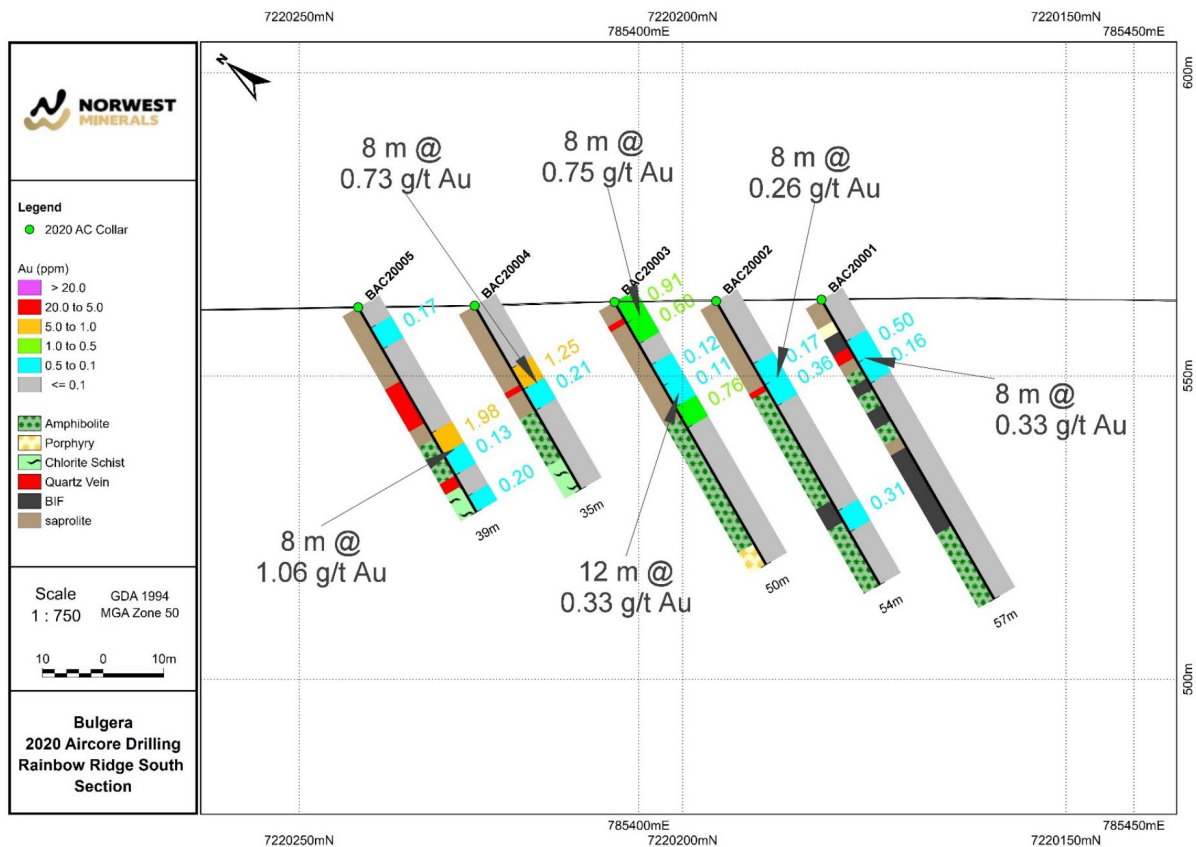 7220250mN
7220200mN
7220150mN
785400mE
785450mE
NORWEST
MINERALS
Legend
2020 AC Collar
Au (ppm)
> 20.0
20.0 to 5.0
5.0 to 1.0
1.0 to 0.5
0.5 to 0.1
<= 0.1
Amphibolite
Porphyry
Chlorite Schist
Quartz Vein
BIF
saprolite
Scale
1 : 750
GDA 1994
MGA Zone 50
10 0 10m
Bulgera
2020 Aircore Drilling
Rainbow Ridge South
Section
N
600m
550m
500m
8 m @
0.73 g/t Au
8 m @
0.75 g/t Au
8 m @
0.26 g/t Au
BAC20005
BAC20004
BAC20003
BAC20002
BAC20001
0.17
1.98
0.13
0.20
39m
1.25
0.21
35m
0.91
0.60
0.12
0.11
0.76
50m
0.17
0.36
0.31
54m
0.50
0.16
57m
8 m @
0.33 g/t Au
8 m @
1.06 g/t Au
12 m @
0.33 g/t Au
7220250mN
785400mE
7220200mN
785450mE
7220150mN